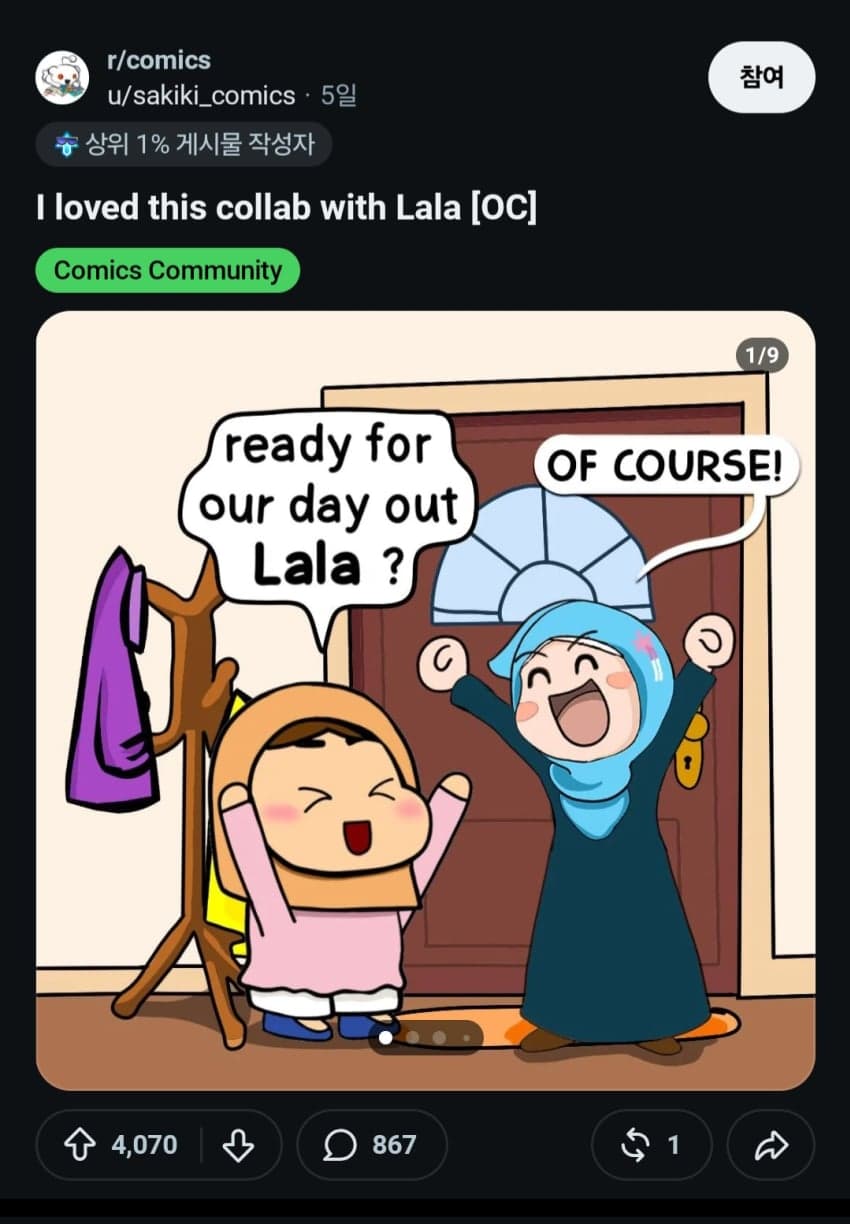 r/comics
u/sakiki_comics · 5일
참여
상위 1% 게시물 작성자
I loved this collab with Lala [OC]
Comics Community
1/9
ready for
our day out
Lala ?
OF COURSE!
4,070
867
1